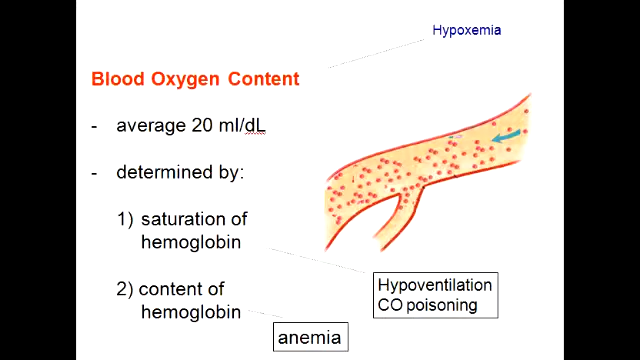 Hypoxemia
Blood Oxygen Content
- average 20 ml/dL
- determined by:
1) saturation of
hemoglobin
Hypoventilation
CO poisoning
2) content of
hemoglobin
anemia